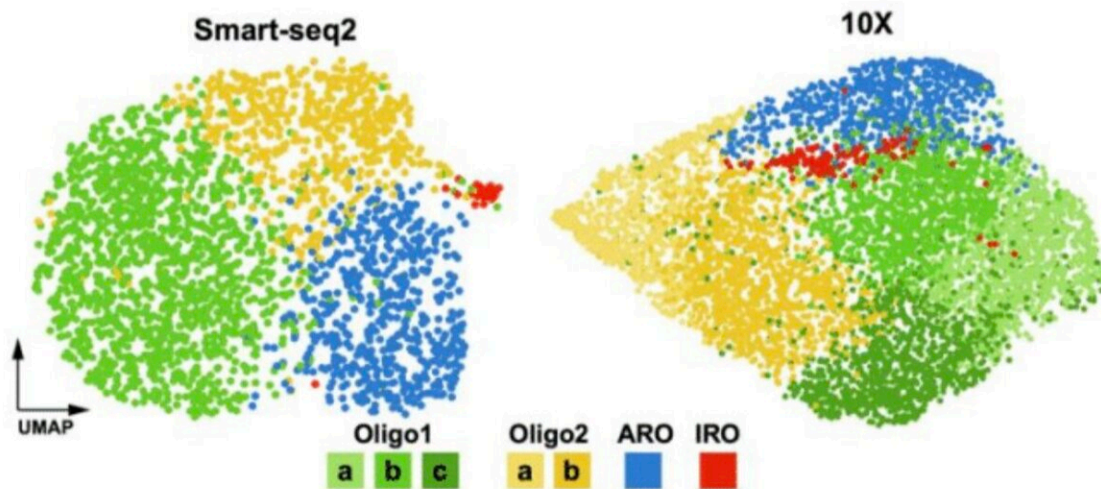 Smart-seq2
10X
UMAP
Oligo1 Oligo2 ARO IRO
a b c a b